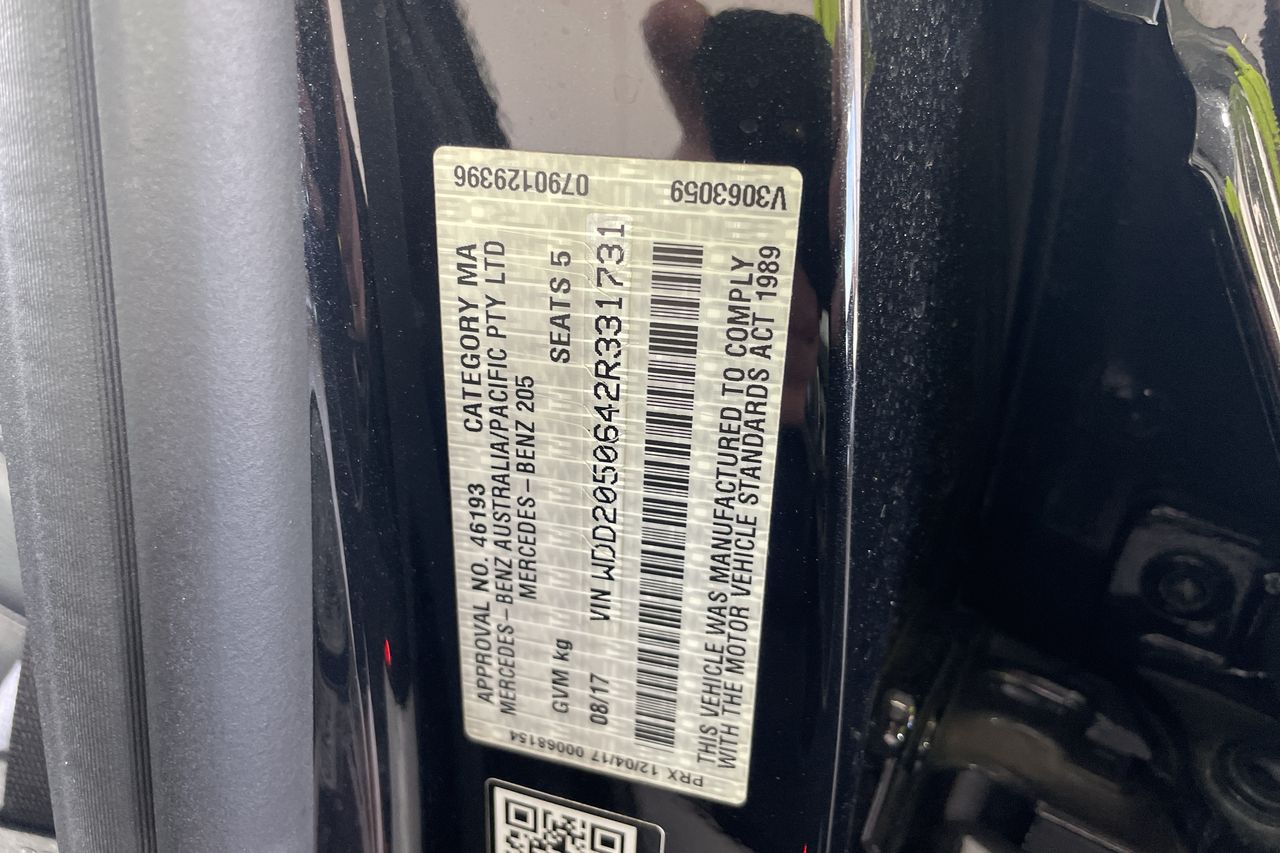 APPROVAL NO. 46193 CATEGORY MA
MERCEDES-BENZ AUSTRALIA/PACIFIC PTY LTD
MERCEDES-BENZ 205
GVM kg SEATS 5
08/17 VIN WDD2050642R331731
THIS VEHICLE WAS MANUFACTURED TO COMPLY
WITH THE MOTOR VEHICLE STANDARDS ACT 1989
0790129396 V3063059
PRX 12/04/17 00068154